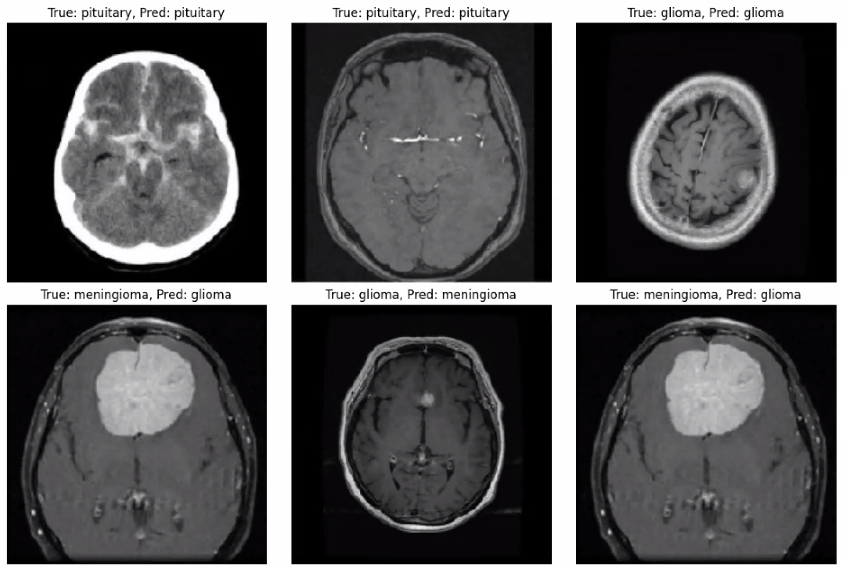 True: pituitary, Pred: pituitary
True: pituitary, Pred: pituitary
True: glioma, Pred: glioma
True: meningioma, Pred: glioma
True: glioma, Pred: meningioma
True: meningioma, Pred: glioma